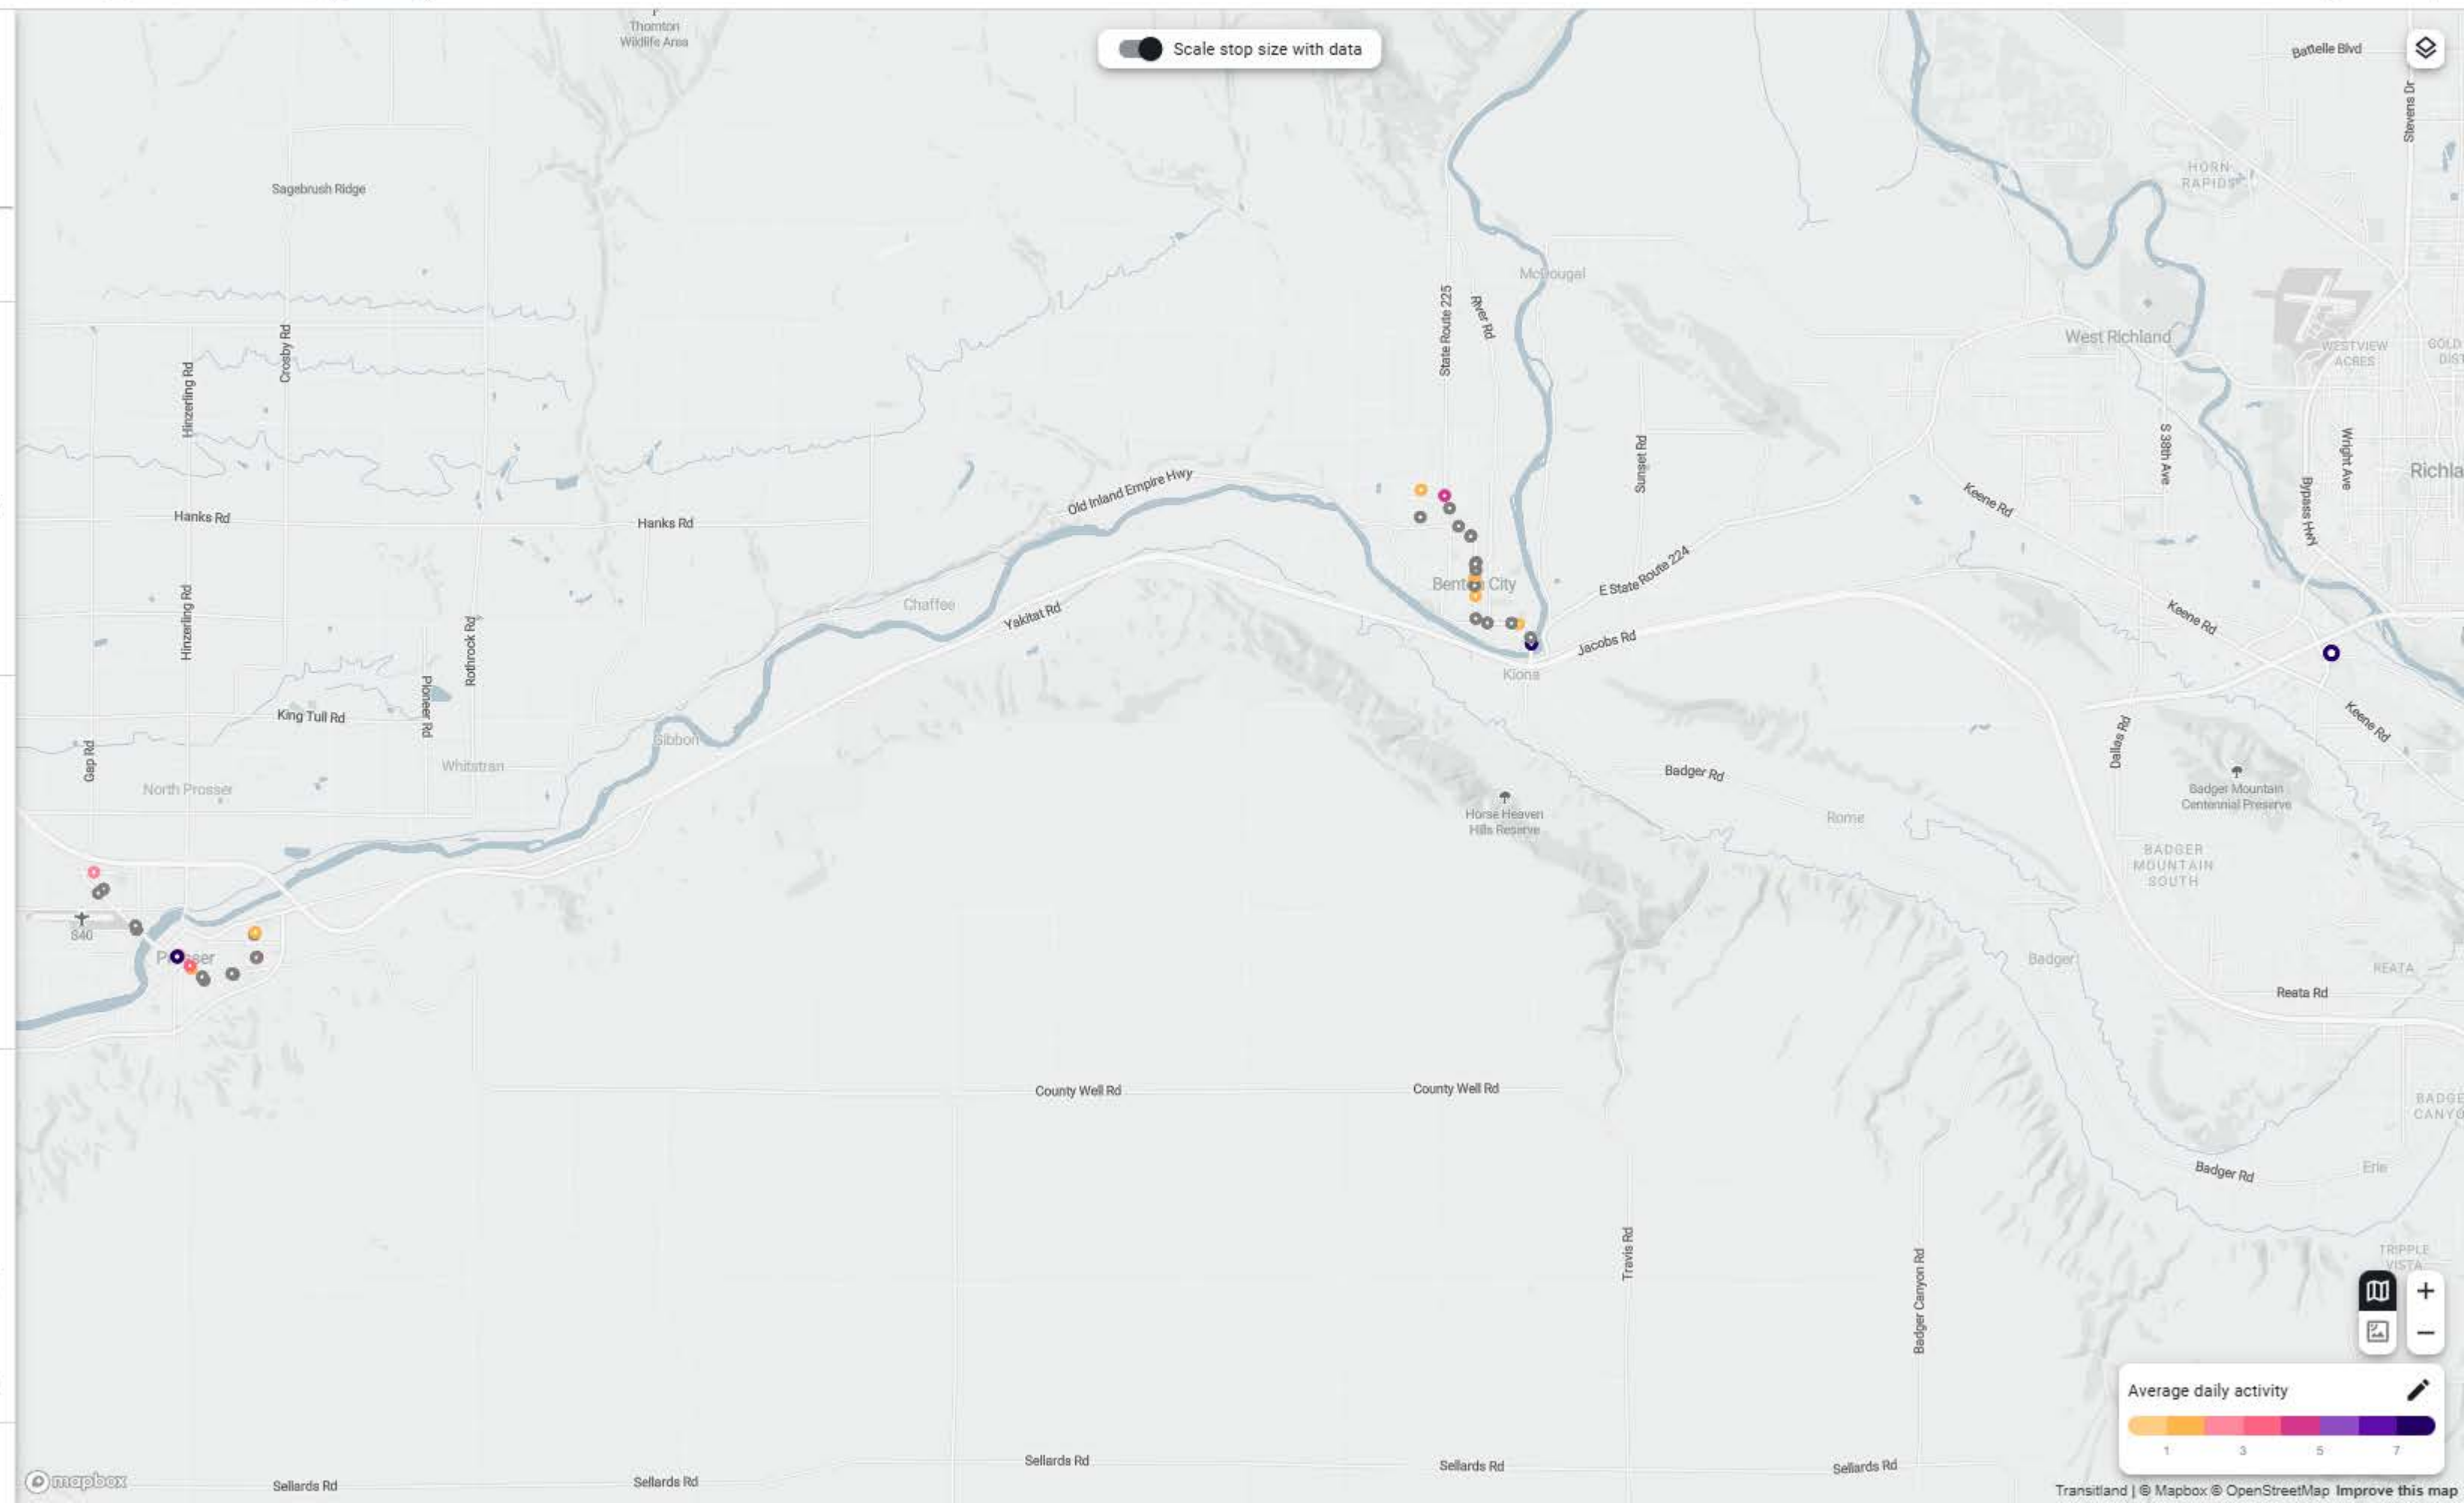 Thornton
Wildlife Area
Scale stop size with data
Battelle Blvd
Stevens Dr
HORN
RAPIDS
Sagebrush Ridge
McDougal
State Route 225
River Rd
Hinzerling Rd
Crosby Rd
West Richland
WESTVIEW
ACRES
GOLD
DIS
Sunset Rd
S 38th Ave
Wright Ave
Richla
Bypass Hwy
Keene Rd
Old Inland Empire Hwy
Hanks Rd
Hanks Rd
E State Route 224
Hinzerling Rd
Chaffee
Yakitat Rd
Rothrock Rd
Keene Rd
Jacobs Rd
Kiona
Pioneer Rd
King Tull Rd
Gibbon
Keene Rd
Gap Rd
Dallas Rd
Whitstran
North Prosser
Badger Rd
Badger Mountain
Centennial Preserve
Horse Heaven
Hills Reserve
Rome
BADGER
MOUNTAIN
SOUTH
S40
Badger
REATA
Reata Rd
County Well Rd
County Well Rd
BADGE
CANYO
Badger Rd
Erie
Travis Rd
Badger Canyon Rd
TRIPPLE
VISTA
Average daily activity
1 3 5 7
Sellards Rd
Sellards Rd
Sellards Rd
Sellards Rd
Sellards Rd
mapbox
Transitland | © Mapbox © OpenStreetMap Improve this map